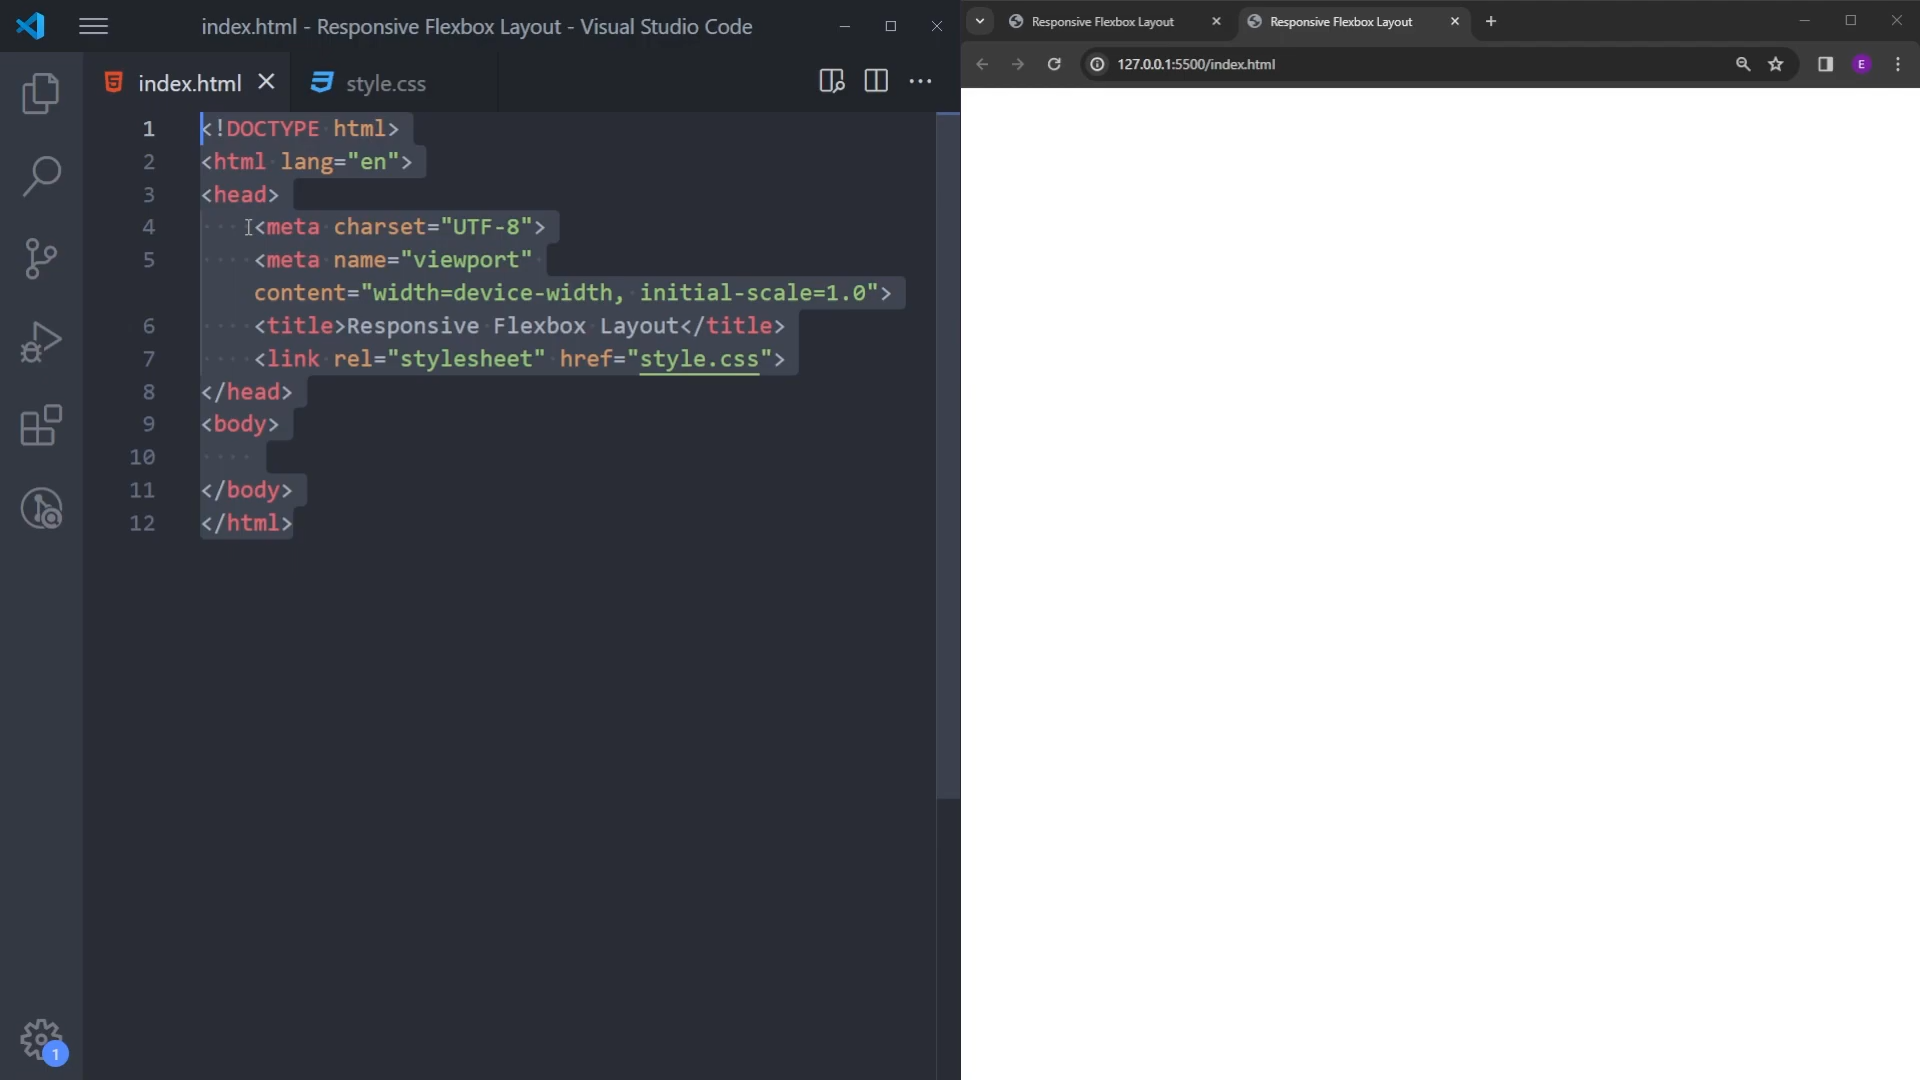 index.html - Responsive Flexbox Layout - Visual Studio Code
index.html
style.css
1 <!DOCTYPE html>
2 <html lang="en">
3 <head>
4 <meta charset="UTF-8">
5 <meta name="viewport"
content="width=device-width, initial-scale=1.0">
6 <title>Responsive Flexbox Layout</title>
7 <link rel="stylesheet" href="style.css">
8 </head>
9 <body>
10
11 </body>
12 </html>
1
Responsive Flexbox Layout
Responsive Flexbox Layout
127.0.0.1:5500/index.html
E